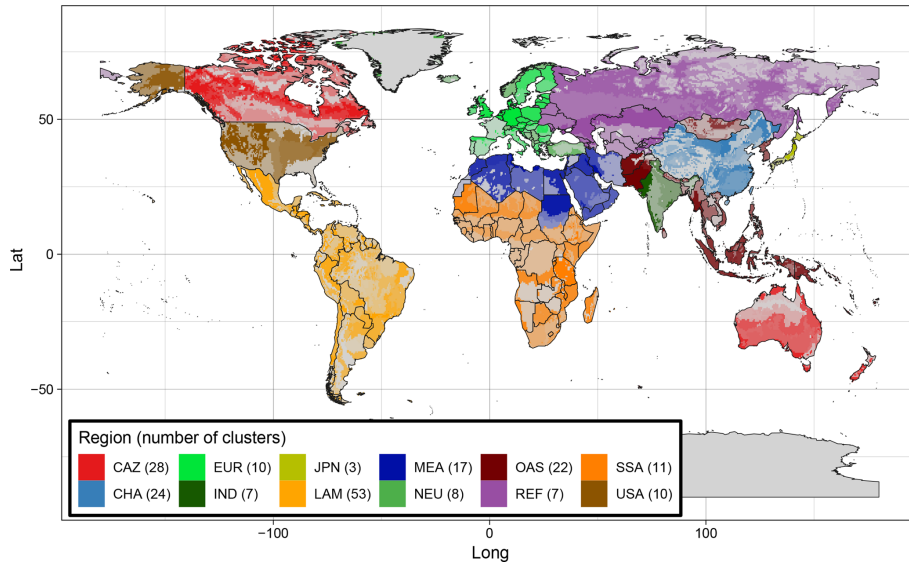 50
0
−50
Lat
Region (number of clusters)
CAZ (28) EUR (10) JPN (3) MEA (17) OAS (22) SSA (11)
CHA (24) IND (7) LAM (53) NEU (8) REF (7) USA (10)
−100 0 100
Long